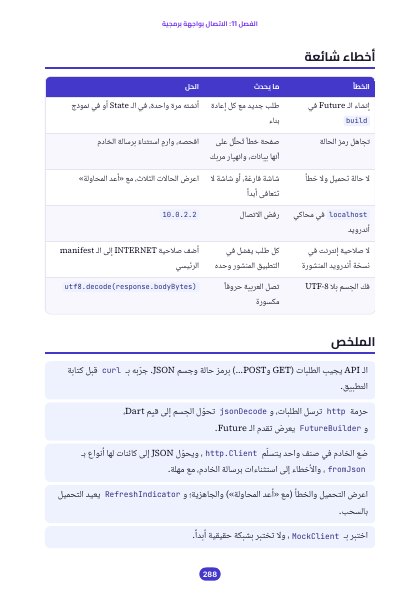 الفصل 11: الاتصال بواجهة برمجية
أخطاء شائعة
الخطأ ما يحدث الحل
إنشاء الـ Future في build طلب جديد مع كل إعادة بناء أنشئه مرة واحدة، في الـ State أو في نموذج
تجاهل رمز الحالة صفحة خطأ تُحلَّل على أنها بيانات، وانهيار مربك افحصه، وارمِ استثناء برسالة الخادم
لا حالة تحميل ولا خطأ شاشة فارغة، أو شاشة لا تتعافى أبداً اعرض الحالات الثلاث، مع «أعد المحاولة»
localhost في محاكي أندرويد رفض الاتصال 10.0.2.2
لا صلاحية إنترنت في نسخة أندرويد المنشورة كل طلب يفشل في التطبيق المنشور وحده أضف صلاحية INTERNET إلى الـ manifest الرئيسي
فك الجسم بلا UTF-8 تصل العربية حروفاً مكسورة utf8.decode(response.bodyBytes)
الملخص
الـ API يجيب الطلبات (GET وPOST...) برمز حالة وجسم JSON. جرّبه بـ curl قبل كتابة
التطبيق.
حزمة http ترسل الطلبات، و jsonDecode تحوّل الجسم إلى قيم Dart،
و FutureBuilder يعرض تقدم الـ Future.
ضع الخادم في صنف واحد يتسلّم http.Client ، ويحوّل JSON إلى كائنات لها أنواع بـ
fromJson ، والأخطاء إلى استثناءات برسالة الخادم، مع مهلة.
اعرض التحميل والخطأ (مع «أعد المحاولة») والجاهزية؛ و RefreshIndicator يعيد التحميل
بالسحب.
اختبر بـ MockClient ، ولا تختبر بشبكة حقيقية أبداً.
288